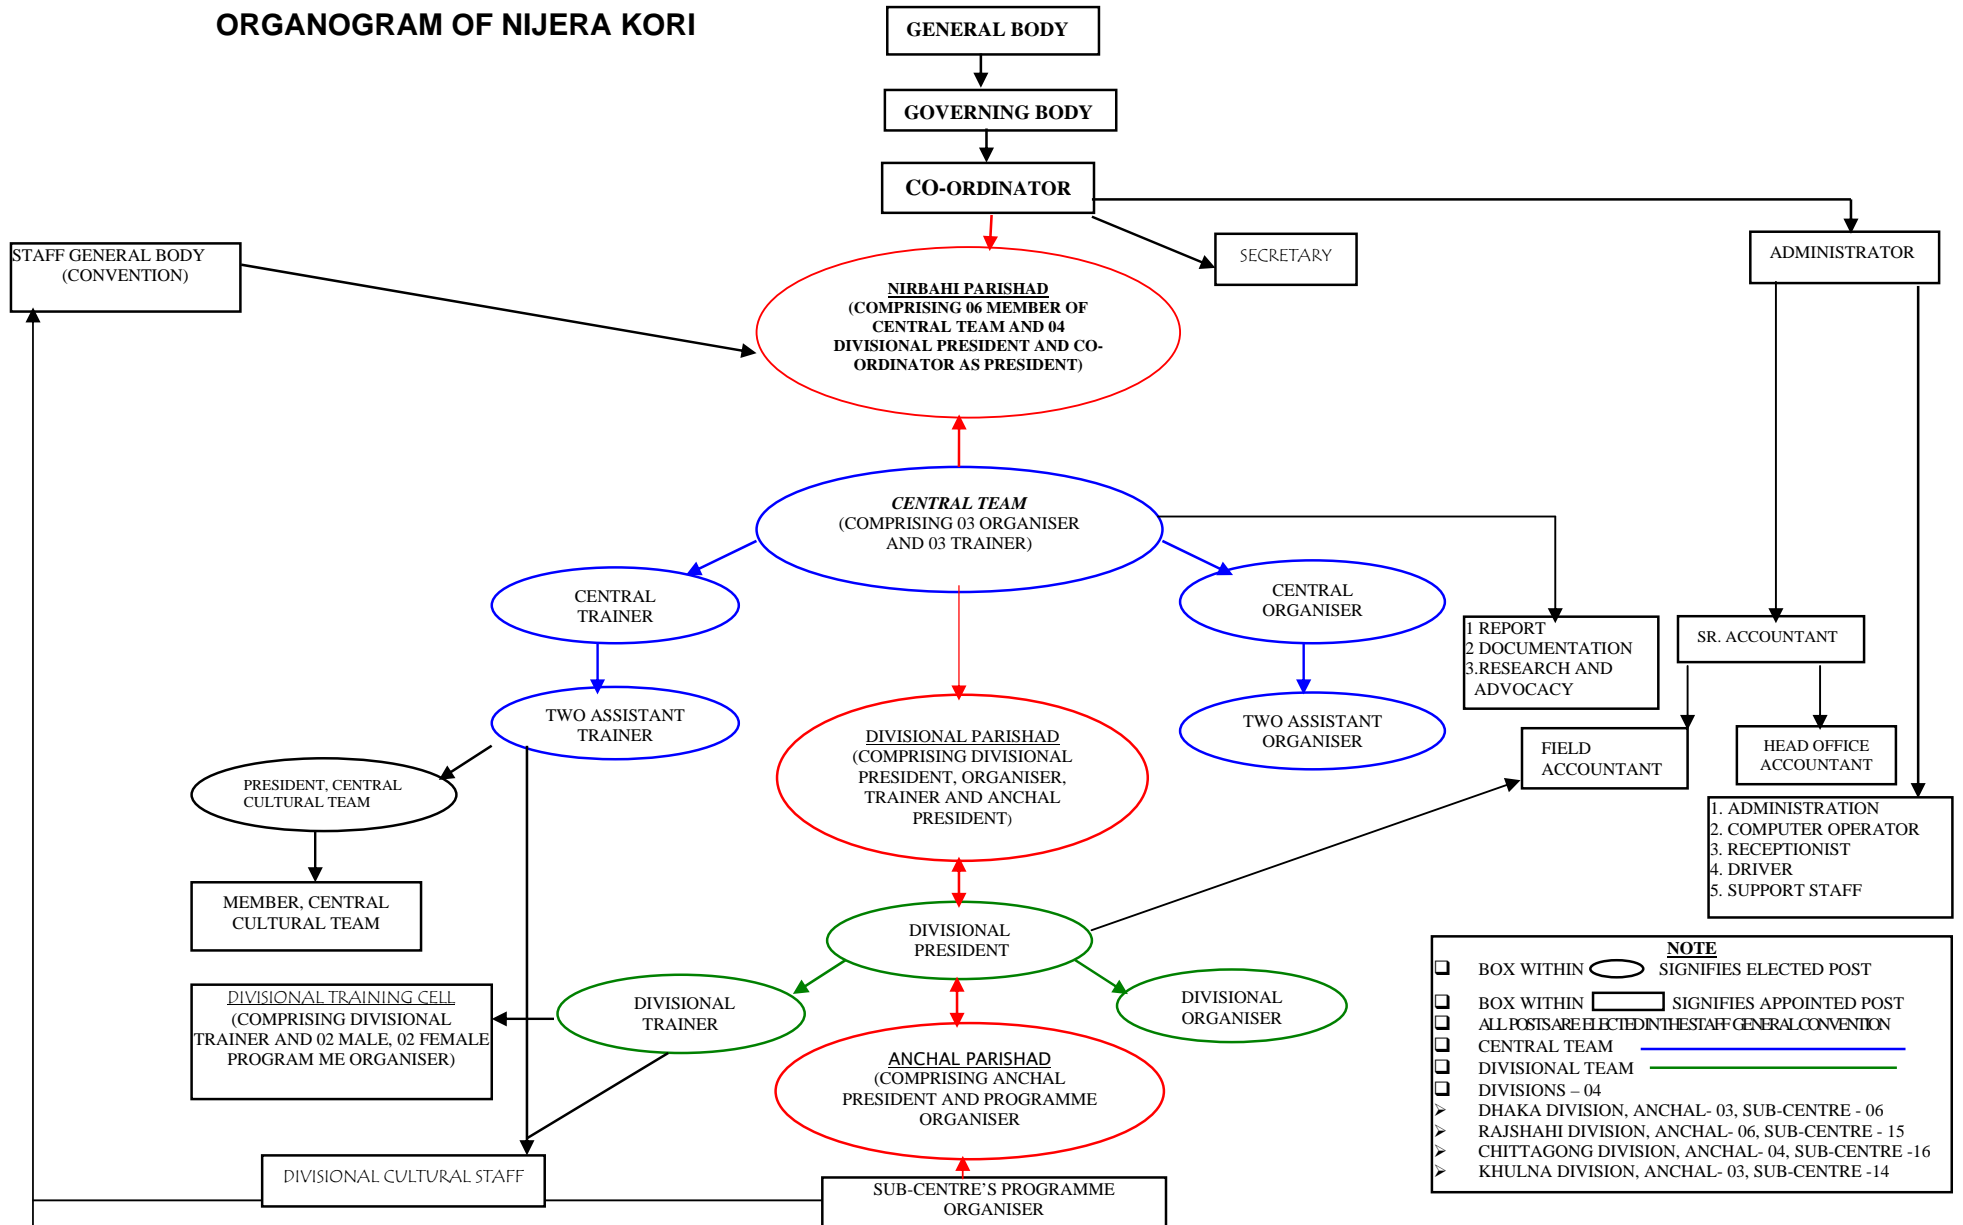 ORGANOGRAM OF NIJERA KORI
GENERAL BODY
GOVERNING BODY
CO-ORDINATOR
STAFF GENERAL BODY
(CONVENTION)
SECRETARY
ADMINISTRATOR
NIRBAHI PARISHAD
(COMPRISING 06 MEMBER OF
CENTRAL TEAM AND 04
DIVISIONAL PRESIDENT AND CO-
ORDINATOR AS PRESIDENT)
CENTRAL TEAM
(COMPRISING 03 ORGANISER
AND 03 TRAINER)
CENTRAL
TRAINER
CENTRAL
ORGANISER
1 REPORT
2 DOCUMENTATION
3.RESEARCH AND
ADVOCACY
SR. ACCOUNTANT
TWO ASSISTANT
TRAINER
TWO ASSISTANT
ORGANISER
DIVISIONAL PARISHAD
(COMPRISING DIVISIONAL
PRESIDENT, ORGANISER,
TRAINER AND ANCHAL
PRESIDENT)
FIELD
ACCOUNTANT
HEAD OFFICE
ACCOUNTANT
PRESIDENT, CENTRAL
CULTURAL TEAM
1. ADMINISTRATION
2. COMPUTER OPERATOR
3. RECEPTIONIST
4. DRIVER
5. SUPPORT STAFF
MEMBER, CENTRAL
CULTURAL TEAM
DIVISIONAL
PRESIDENT
DIVISIONAL TRAINING CELL
(COMPRISING DIVISIONAL
TRAINER AND 02 MALE, 02 FEMALE
PROGRAM ME ORGANISER)
DIVISIONAL
TRAINER
DIVISIONAL
ORGANISER
ANCHAL PARISHAD
(COMPRISING ANCHAL
PRESIDENT AND PROGRAMME
ORGANISER
DIVISIONAL CULTURAL STAFF
SUB-CENTRE'S PROGRAMME
ORGANISER
NOTE
BOX WITHIN SIGNIFIES ELECTED POST
BOX WITHIN SIGNIFIES APPOINTED POST
ALL POSTS ARE ELECTED IN THE STAFF GENERAL CONVENTION
CENTRAL TEAM
DIVISIONAL TEAM
DIVISIONS – 04
DHAKA DIVISION, ANCHAL- 03, SUB-CENTRE - 06
RAJSHAHI DIVISION, ANCHAL- 06, SUB-CENTRE - 15
CHITTAGONG DIVISION, ANCHAL- 04, SUB-CENTRE -16
KHULNA DIVISION, ANCHAL- 03, SUB-CENTRE -14